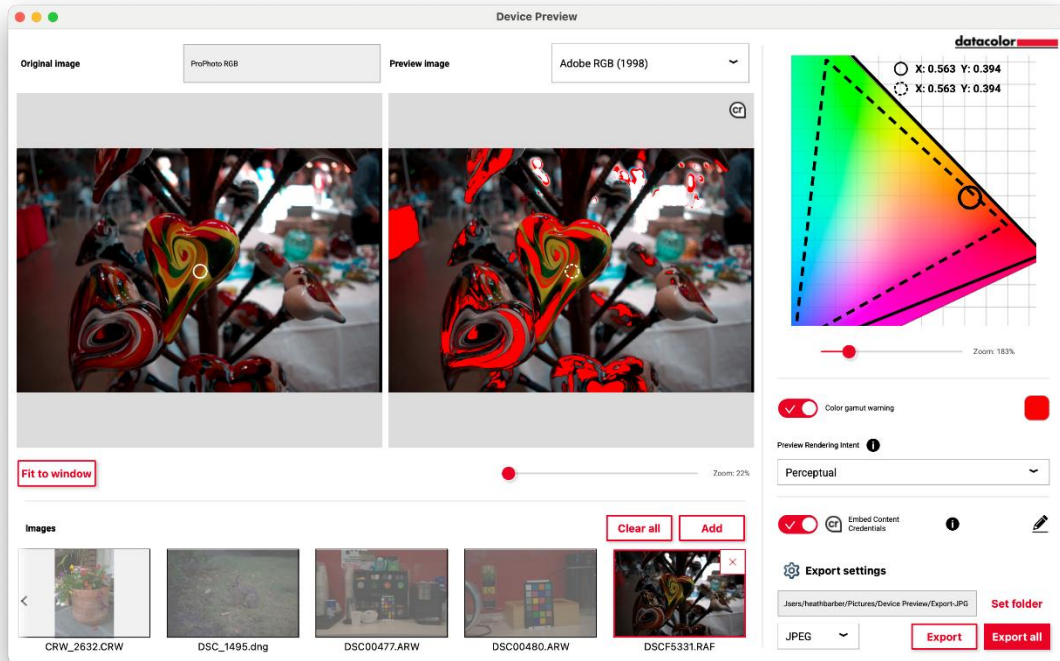 Device Preview
datacolor
Original image
ProPhoto RGB
Preview image
Adobe RGB (1998)
cr
X: 0.563 Y: 0.394
X: 0.563 Y: 0.394
Zoom: 183%
Color gamut warning
Preview Rendering Intent i
Perceptual
Fit to window
Zoom: 22%
Images
Clear all
Add
cr Embed Content
Credentials
i
CRW_2632.CRW
DSC_1495.dng
DSC00477.ARW
DSC00480.ARW
DSCF5331.RAF
Export settings
Jsers/heathbarber/Pictures/Device Preview/Export-JPG
Set folder
JPEG
Export
Export all